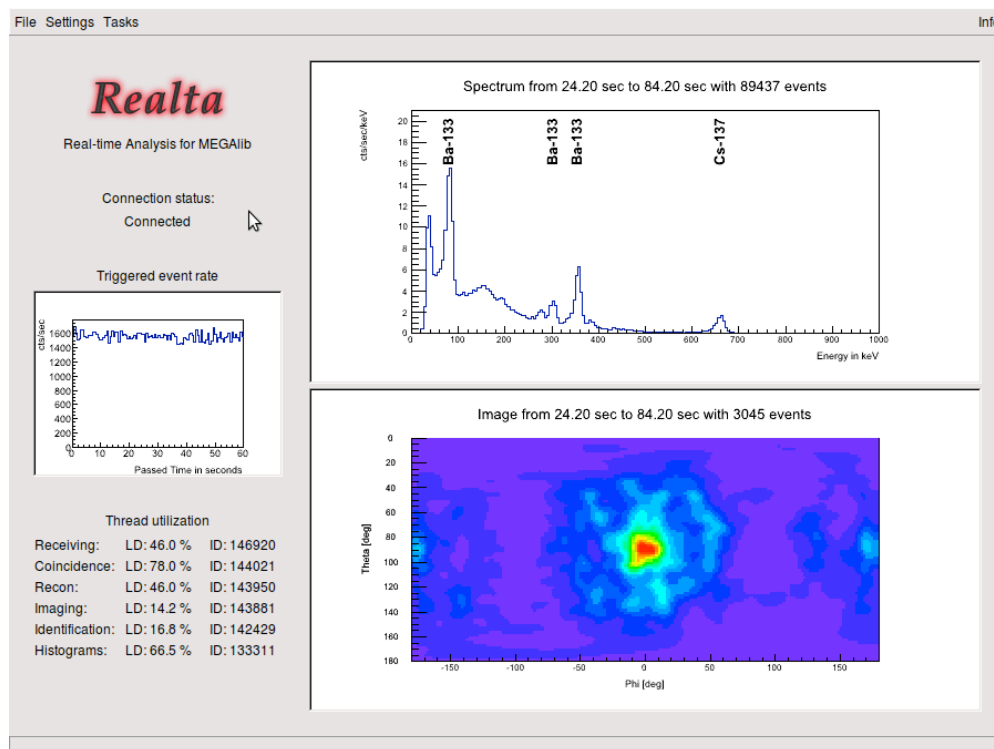 File Settings Tasks
Info
Realta
Real-time Analysis for MEGAlib
Connection status:
Connected
Triggered event rate
cts/sec
1600
1400
1200
1000
800
600
400
200
0
0 10 20 30 40 50 60
Passed Time in seconds
Thread utilization
Receiving: LD: 46.0 % ID: 146920
Coincidence: LD: 78.0 % ID: 144021
Recon: LD: 46.0 % ID: 143950
Imaging: LD: 14.2 % ID: 143881
Identification: LD: 16.8 % ID: 142429
Histograms: LD: 66.5 % ID: 133311
Spectrum from 24.20 sec to 84.20 sec with 89437 events
cts/sec/keV
20
18
16
14
12
10
8
6
4
2
0
Ba-133
Ba-133
Ba-133
Cs-137
0 100 200 300 400 500 600 700 800 900 1000
Energy in keV
Image from 24.20 sec to 84.20 sec with 3045 events
Theta [deg]
0
20
40
60
80
100
120
140
160
180
-150 -100 -50 0 50 100 150
Phi [deg]